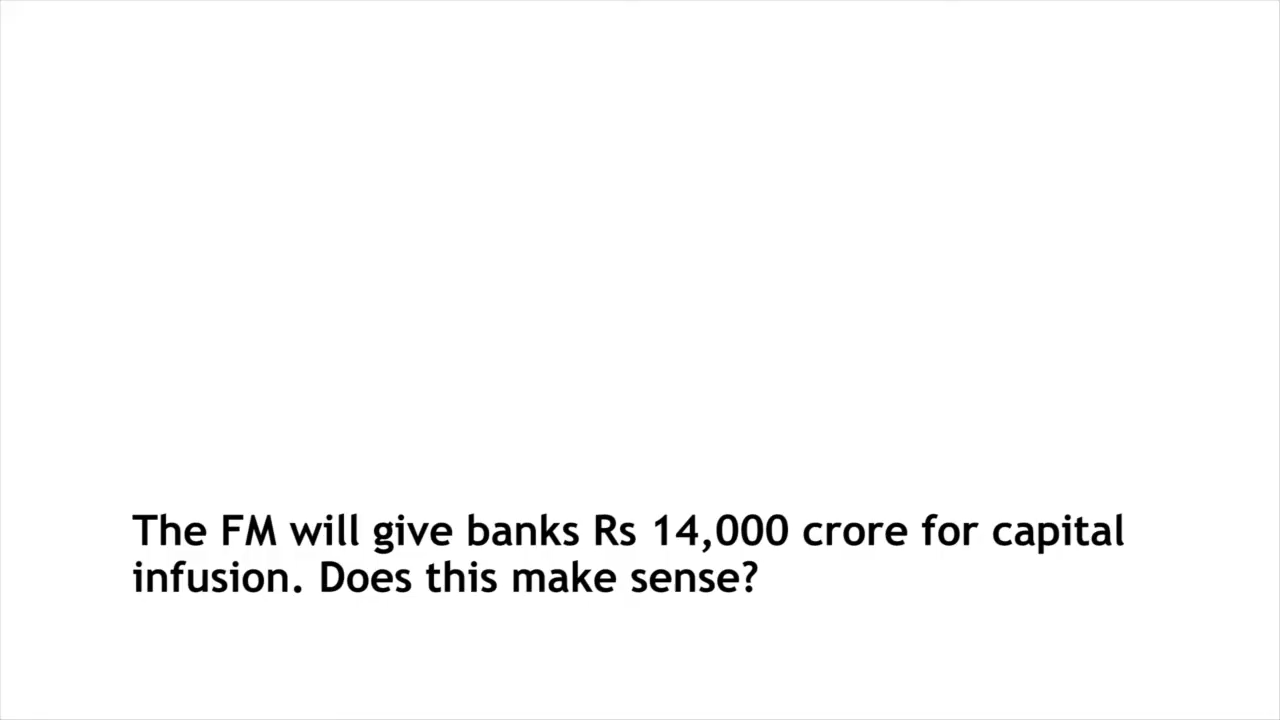 The FM will give banks Rs 14,000 crore for capital
infusion. Does this make sense?